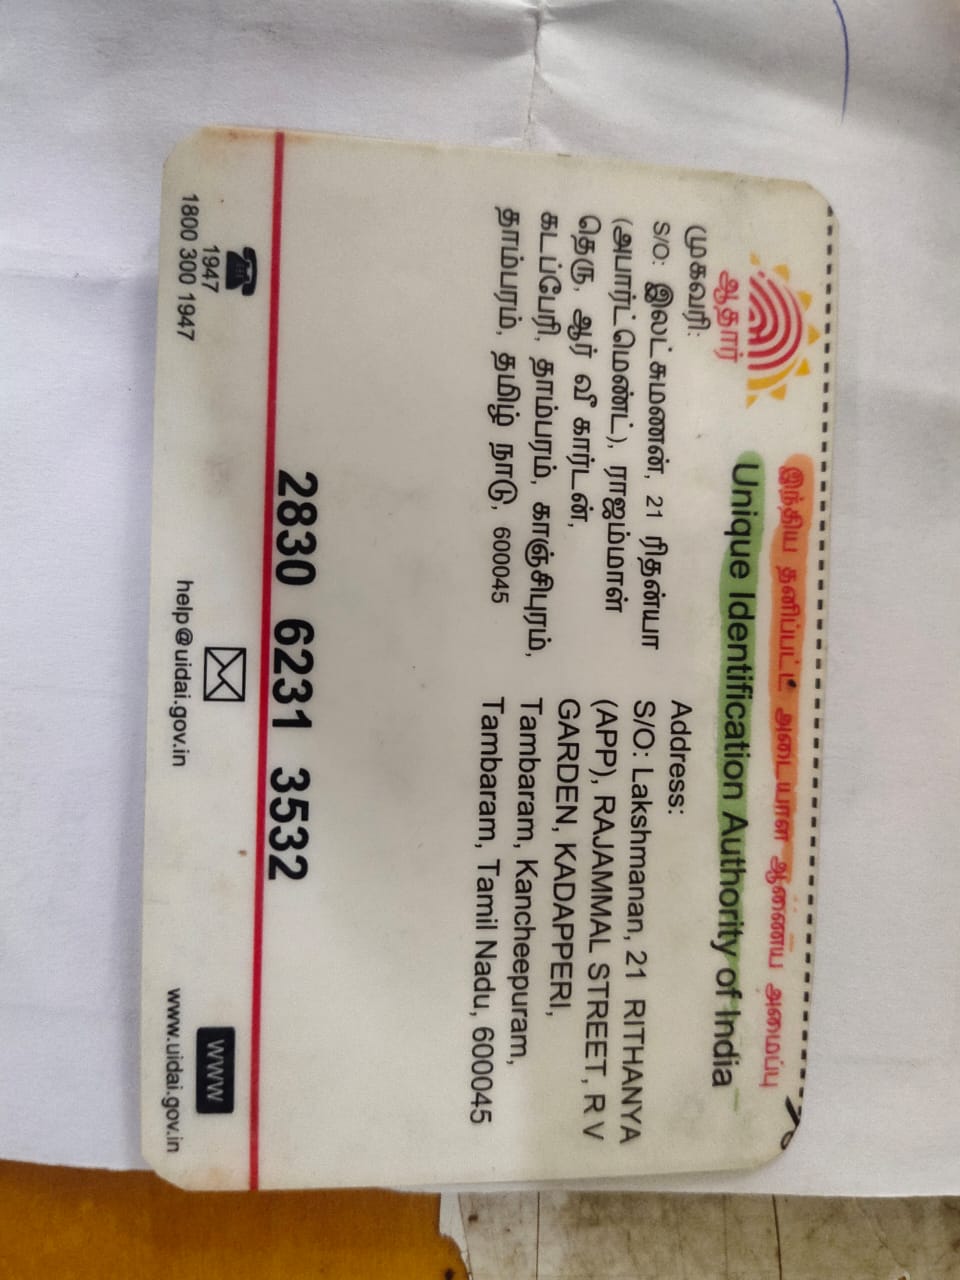 இந்திய தனிப்பட்ட அடையாள ஆணைய அமைப்பு
Unique Identification Authority of India
ஆதார்
முகவரி:
S/O: இலட்சுமணன், 21 ரிதன்யா
(அபார்ட்மெண்ட்), ராஜம்மாள்
தெரு, ஆர் வீ கார்டன்,
கடப்பேரி, தாம்பரம், காஞ்சிபுரம்,
தாம்பரம், தமிழ் நாடு, 600045
Address:
S/O: Lakshmanan, 21 RITHANYA
(APP), RAJAMMAL STREET, R V
GARDEN, KADAPPERI,
Tambaram, Kancheepuram,
Tambaram, Tamil Nadu, 600045
2830 6231 3532
1947
1800 300 1947
help@uidai.gov.in
www
www.uidai.gov.in